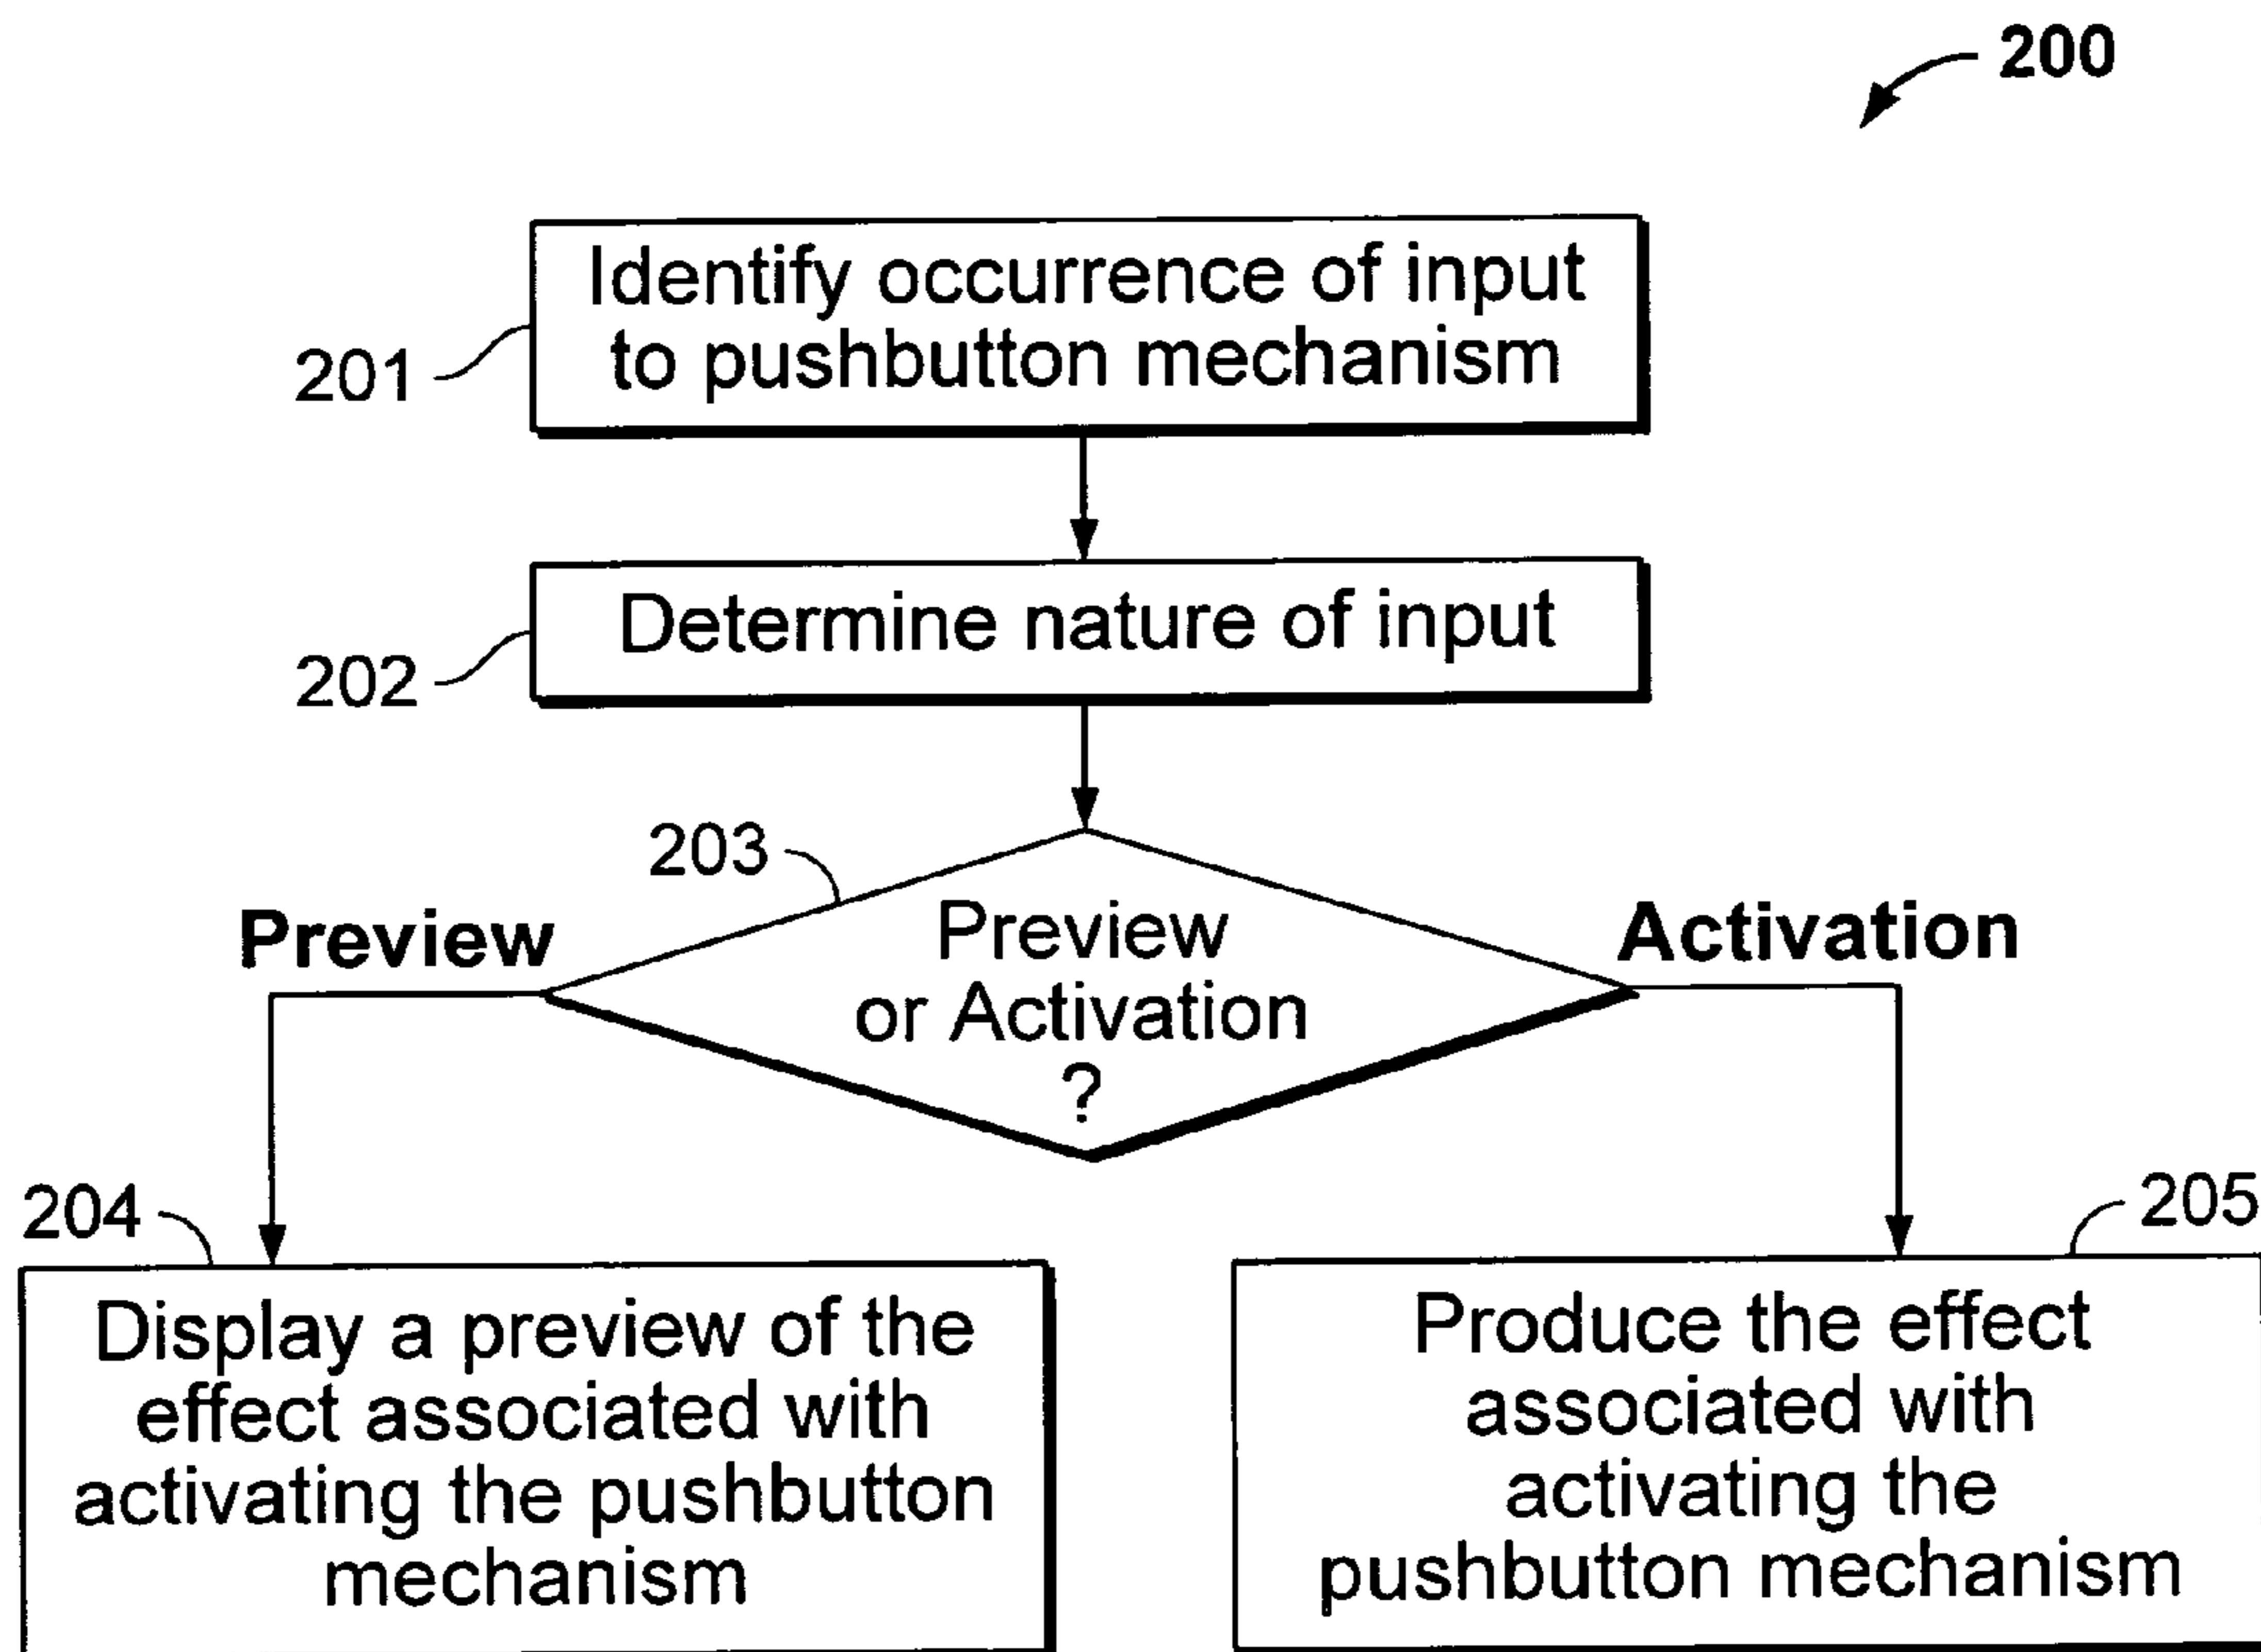 200
Identify occurrence of input
to pushbutton mechanism
201
Determine nature of input
202
203
Preview
Preview
or Activation
?
Activation
204
Display a preview of the
effect associated with
activating the pushbutton
mechanism
205
Produce the effect
associated with
activating the
pushbutton mechanism